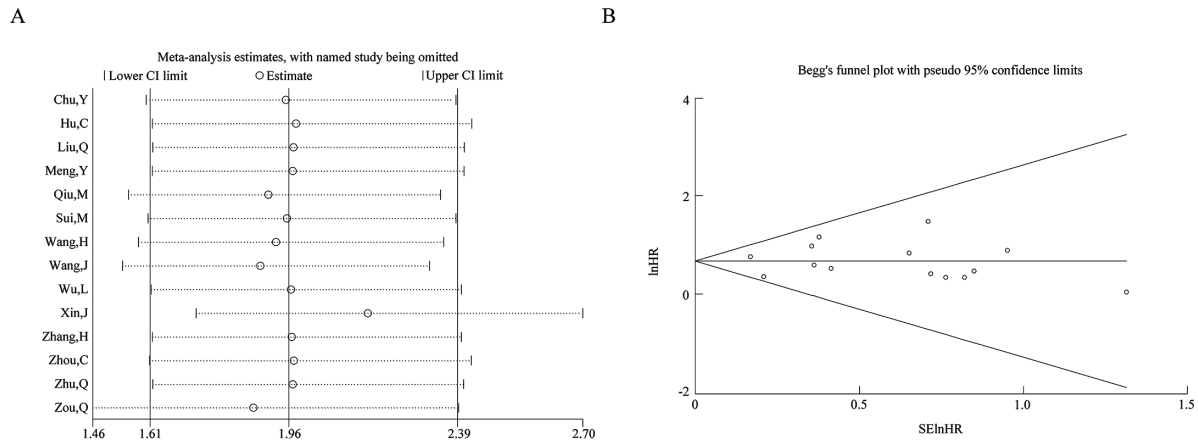 A
Meta-analysis estimates, with named study being omitted
Lower CI limit Estimate Upper CI limit
Chu,Y
Hu,C
Liu,Q
Meng,Y
Qiu,M
Sui,M
Wang,H
Wang,J
Wu,L
Xin,J
Zhang,H
Zhou,C
Zhu,Q
Zou,Q
1.46 1.61 1.96 2.39 2.70
B
Begg's funnel plot with pseudo 95% confidence limits
lnHR
4
2
0
-2
0 0.5 1.0 1.5
SElnHR